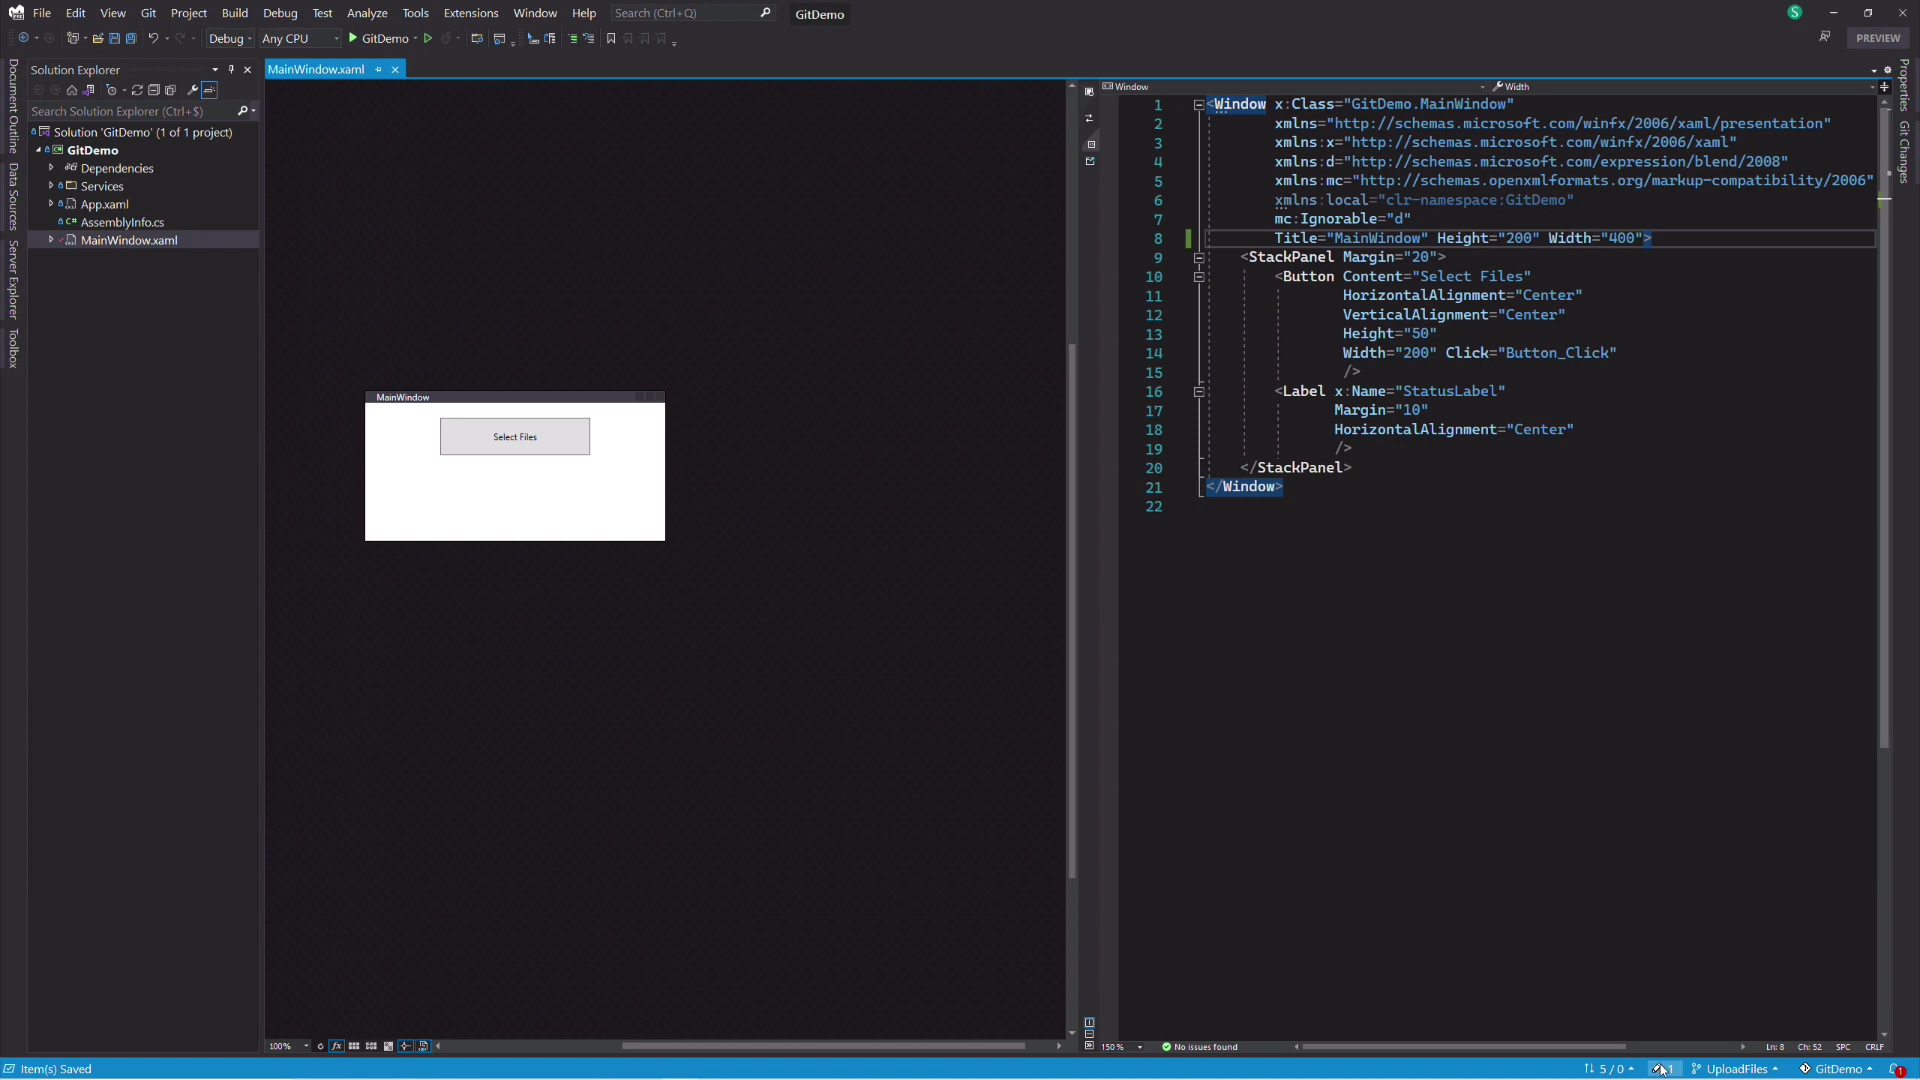 File Edit View Git Project Build Debug Test Analyze Tools Extensions Window Help Search (Ctrl+Q) GitDemo S
Debug Any CPU GitDemo PREVIEW
Document Outline
Data Sources
Server Explorer
Toolbox
Solution Explorer
Search Solution Explorer (Ctrl+$)
Solution 'GitDemo' (1 of 1 project)
GitDemo
Dependencies
Services
App.xaml
C# AssemblyInfo.cs
MainWindow.xaml
MainWindow.xaml
MainWindow
Select Files
Window Width
1 <Window x:Class="GitDemo.MainWindow"
2 xmlns="http://schemas.microsoft.com/winfx/2006/xaml/presentation"
3 xmlns:x="http://schemas.microsoft.com/winfx/2006/xaml"
4 xmlns:d="http://schemas.microsoft.com/expression/blend/2008"
5 xmlns:mc="http://schemas.openxmlformats.org/markup-compatibility/2006"
6 xmlns:local="clr-namespace:GitDemo"
7 mc:Ignorable="d"
8 Title="MainWindow" Height="200" Width="400">
9 <StackPanel Margin="20">
10 <Button Content="Select Files"
11 HorizontalAlignment="Center"
12 VerticalAlignment="Center"
13 Height="50"
14 Width="200" Click="Button_Click"
15 />
16 <Label x:Name="StatusLabel"
17 Margin="10"
18 HorizontalAlignment="Center"
19 />
20 </StackPanel>
21 </Window>
22
Properties
Git Changes
100% fx
150 % No issues found Ln: 8 Ch: 52 SPC CRLF
Item(s) Saved 5 / 0 1 UploadFiles GitDemo 1